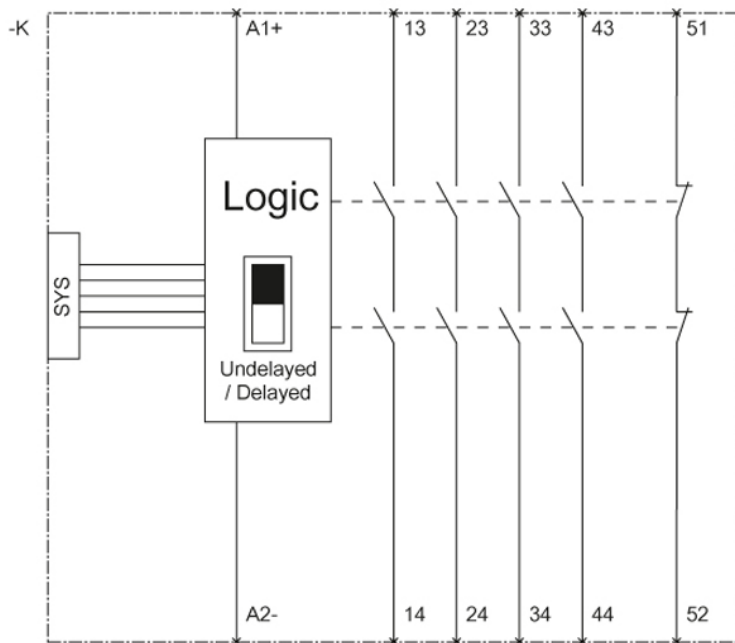 -K
A1+ 13 23 33 43 51
Logic
SYS
Undelayed
/ Delayed
A2- 14 24 34 44 52